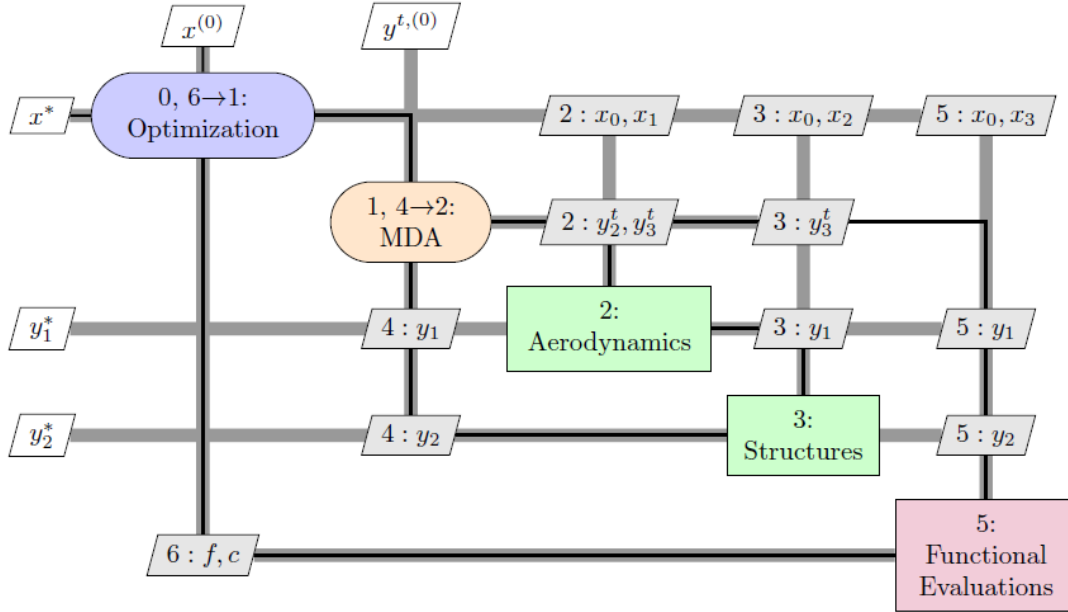 x^{(0)}
y^{t,(0)}
x^*
0, 6→1:
Optimization
2 : x_0, x_1
3 : x_0, x_2
5 : x_0, x_3
1, 4→2:
MDA
2 : y_2^t, y_3^t
3 : y_3^t
y_1^*
4 : y_1
2:
Aerodynamics
3 : y_1
5 : y_1
y_2^*
4 : y_2
3:
Structures
5 : y_2
6 : f, c
5:
Functional
Evaluations